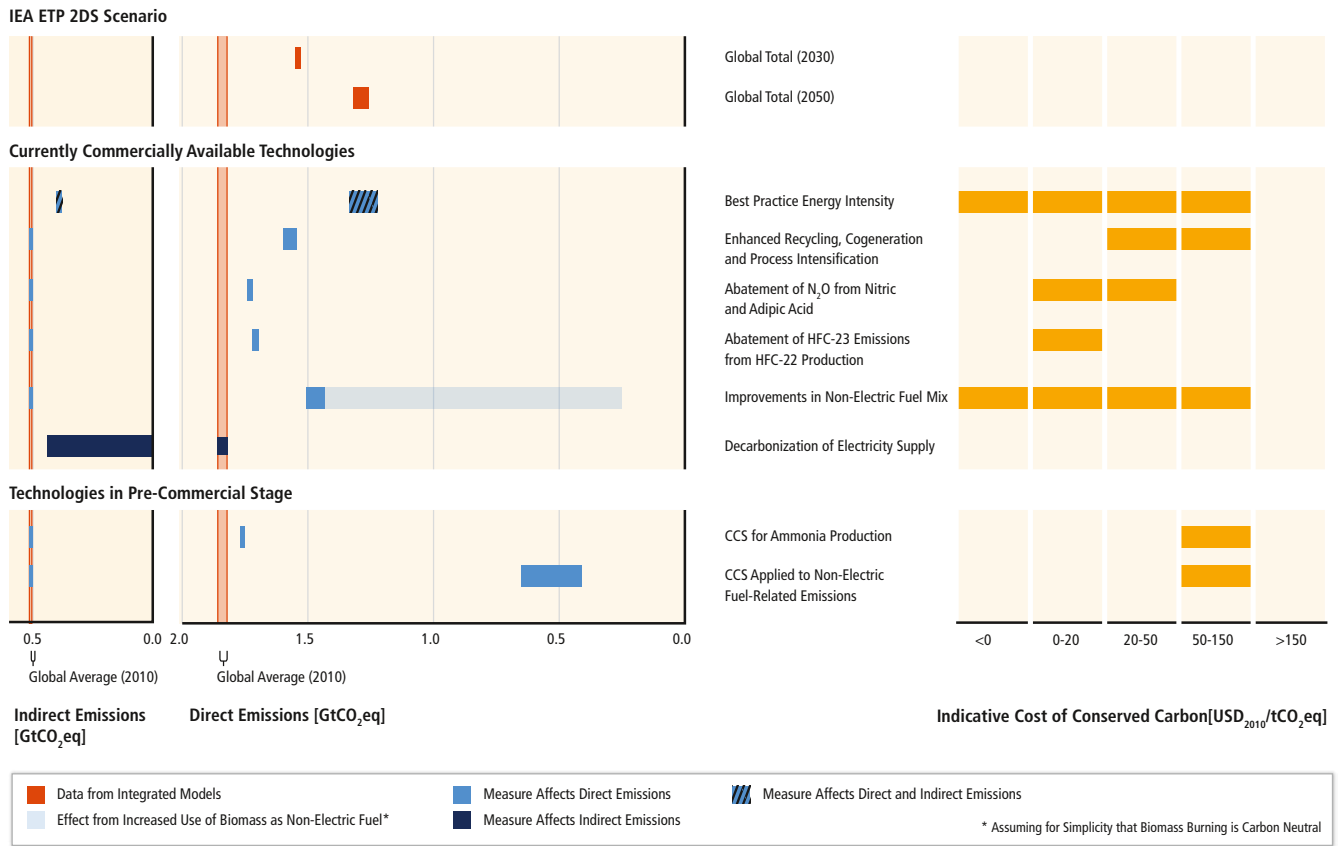 IEA ETP 2DS Scenario
Global Total (2030)
Global Total (2050)
Currently Commercially Available Technologies
Best Practice Energy Intensity
Enhanced Recycling, Cogeneration
and Process Intensification
Abatement of N₂O from Nitric
and Adipic Acid
Abatement of HFC-23 Emissions
from HFC-22 Production
Improvements in Non-Electric Fuel Mix
Decarbonization of Electricity Supply
Technologies in Pre-Commercial Stage
CCS for Ammonia Production
CCS Applied to Non-Electric
Fuel-Related Emissions
0.5 0.0 2.0 1.5 1.0 0.5 0.0 <0 0-20 20-50 50-150 >150
Global Average (2010) Global Average (2010)
Indirect Emissions
[GtCO₂eq]
Direct Emissions [GtCO₂eq]
Indicative Cost of Conserved Carbon[USD₂₀₁₀/tCO₂eq]
Data from Integrated Models
Measure Affects Direct Emissions
Measure Affects Direct and Indirect Emissions
Effect from Increased Use of Biomass as Non-Electric Fuel*
Measure Affects Indirect Emissions
* Assuming for Simplicity that Biomass Burning is Carbon Neutral